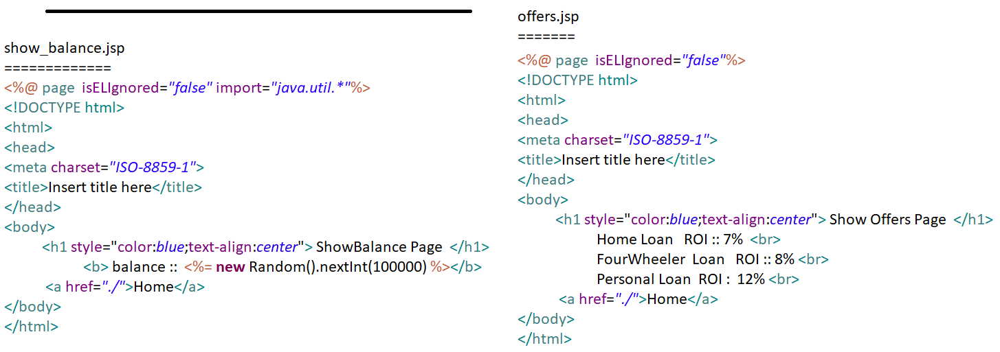 show_balance.jsp
=============
<%@ page  isELIgnored="false" import="java.util.*"%>
<!DOCTYPE html>
<html>
<head>
<meta charset="ISO-8859-1">
<title>Insert title here</title>
</head>
<body>
<h1 style="color:blue;text-align:center"> ShowBalance Page  </h1>
<b> balance ::  <%= new Random().nextInt(100000) %></b>
<a href="./">Home</a>
</body>
</html>
offers.jsp
=======
<%@ page  isELIgnored="false"%>
<!DOCTYPE html>
<html>
<head>
<meta charset="ISO-8859-1">
<title>Insert title here</title>
</head>
<body>
<h1 style="color:blue;text-align:center"> Show Offers Page  </h1>
Home Loan   ROI :: 7%  <br>
FourWheeler  Loan   ROI :: 8% <br>
Personal Loan  ROI :  12% <br>
<a href="./">Home</a>
</body>
</html>